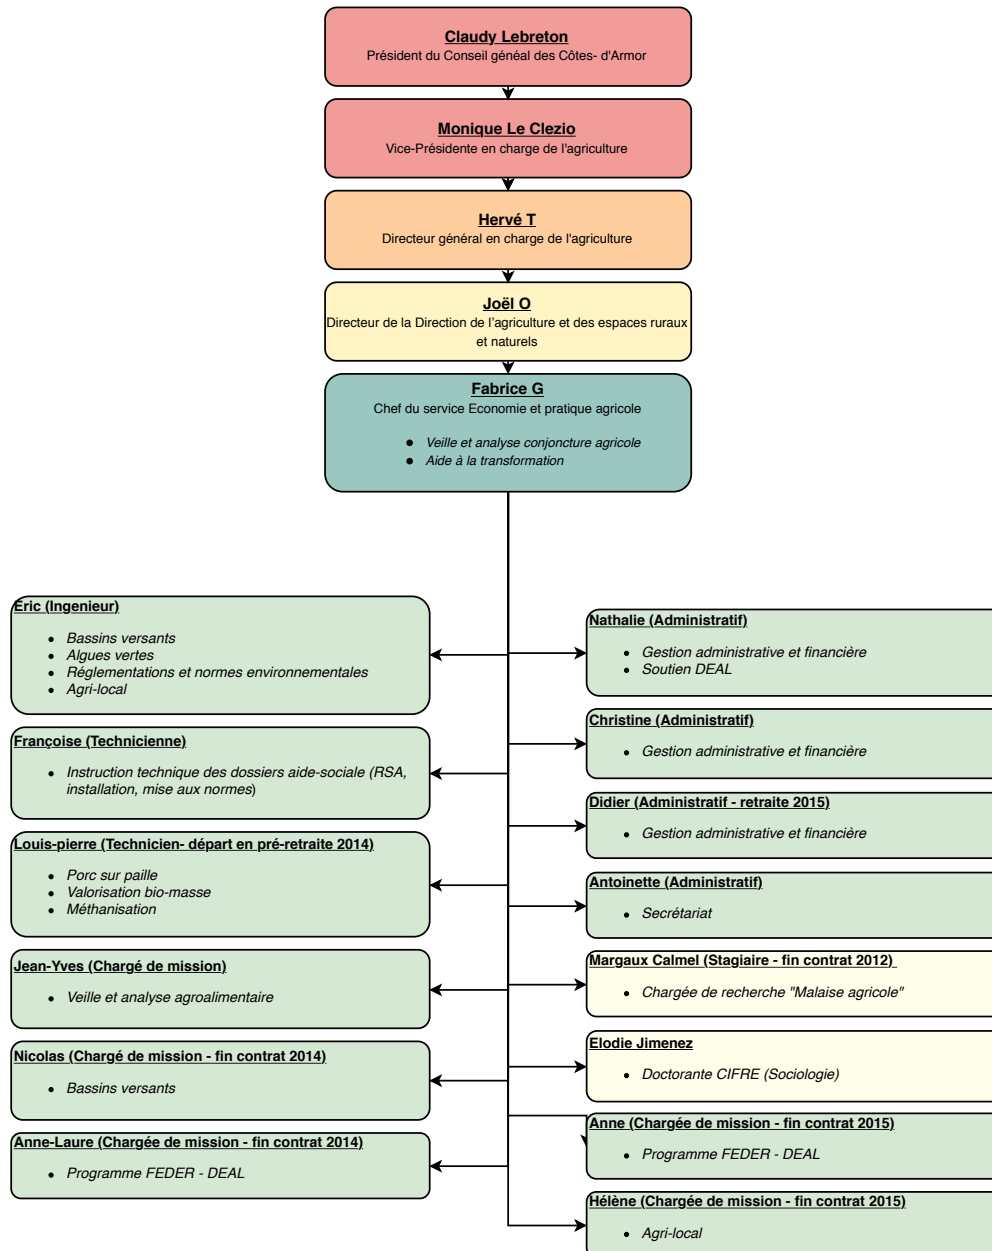 Claudy Lebreton
Président du Conseil généal des Côtes- d'Armor
Monique Le Clezio
Vice-Présidente en charge de l'agriculture
Hervé T
Directeur général en charge de l'agriculture
Joël O
Directeur de la Direction de l'agriculture et des espaces ruraux
et naturels
Fabrice G
Chef du service Economie et pratique agricole
• Veille et analyse conjoncture agricole
• Aide à la transformation
Eric (Ingenieur)
• Bassins versants
• Algues vertes
• Réglementations et normes environnementales
• Agri-local
Françoise (Technicienne)
• Instruction technique des dossiers aide-sociale (RSA,
installation, mise aux normes)
Louis-pierre (Technicien- départ en pré-retraite 2014)
• Porc sur paille
• Valorisation bio-masse
• Méthanisation
Jean-Yves (Chargé de mission)
• Veille et analyse agroalimentaire
Nicolas (Chargé de mission - fin contrat 2014)
• Bassins versants
Anne-Laure (Chargée de mission - fin contrat 2014)
• Programme FEDER - DEAL
Nathalie (Administratif)
• Gestion administrative et financière
• Soutien DEAL
Christine (Administratif)
• Gestion administrative et financière
Didier (Administratif - retraite 2015)
• Gestion administrative et financière
Antoinette (Administratif)
• Secrétariat
Margaux Calmel (Stagiaire - fin contrat 2012)
• Chargée de recherche "Malaise agricole"
Elodie Jimenez
• Doctorante CIFRE (Sociologie)
Anne (Chargée de mission - fin contrat 2015)
• Programme FEDER - DEAL
Hélène (Chargée de mission - fin contrat 2015)
• Agri-local